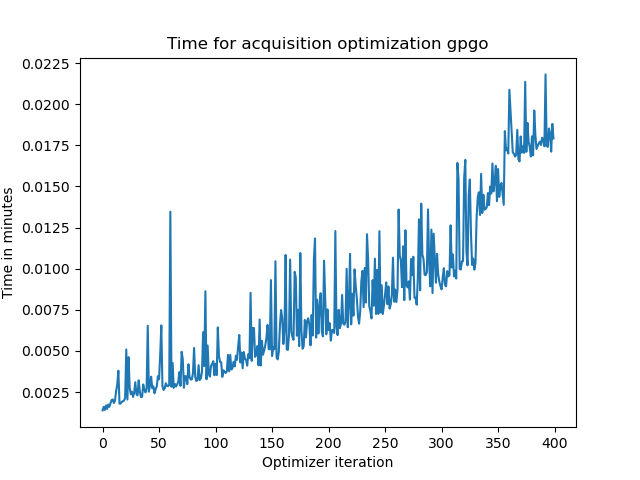 Time for acquisition optimization gpgo
0.0225
0.0200
0.0175
0.0150
0.0125
0.0100
0.0075
0.0050
0.0025
Time in minutes
0 50 100 150 200 250 300 350 400
Optimizer iteration